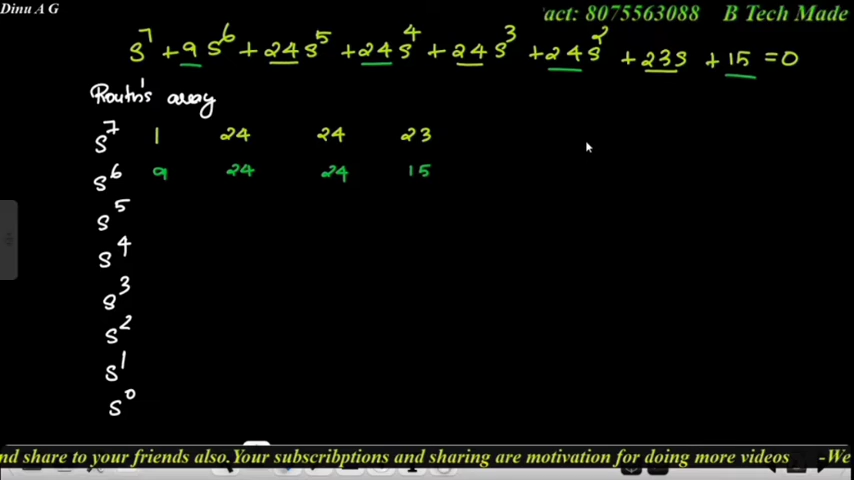 Dinu A G
act: 8075563088 B Tech Made
s⁷ + 9s⁶ + 24s⁵ + 24s⁴ + 24s³ + 24s² + 23s + 15 = 0
Routh's array
s⁷ 1 24 24 23
s⁶ 9 24 24 15
s⁵
s⁴
s³
s²
s¹
s⁰
nd share to your friends also.Your subscribptions and sharing are motivation for doing more videos -We